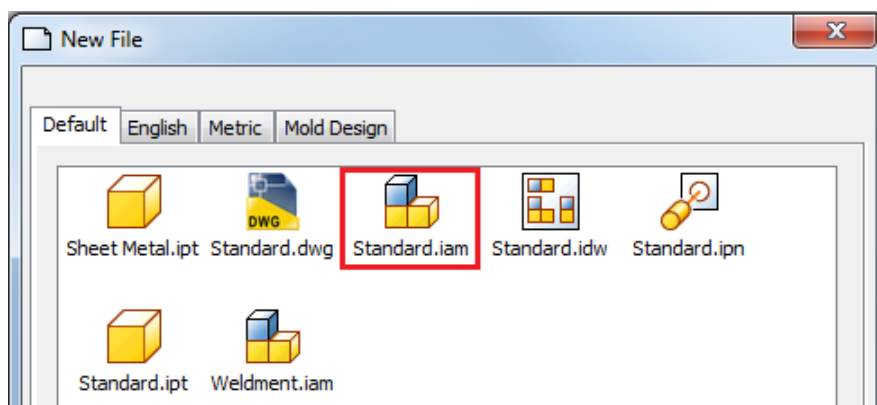 New File
Default English Metric Mold Design
DWG
Sheet Metal.ipt Standard.dwg Standard.iam Standard.idw Standard.ipn
Standard.ipt Weldment.iam